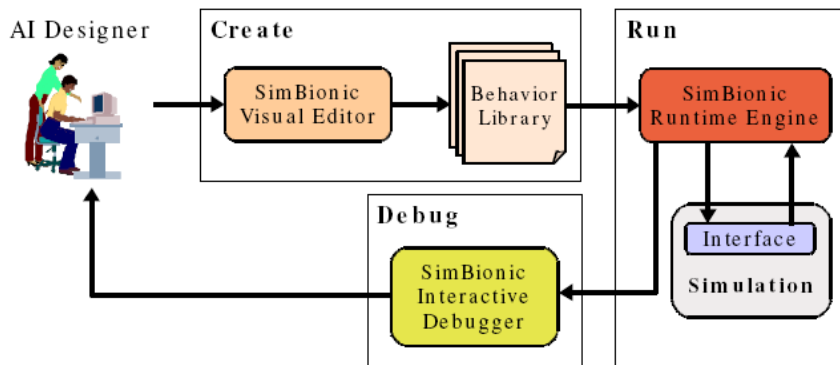 AI Designer
Create
SimBionic
Visual Editor
Behavior
Library
Run
SimBionic
Runtime Engine
Interface
Simulation
Debug
SimBionic
Interactive
Debugger